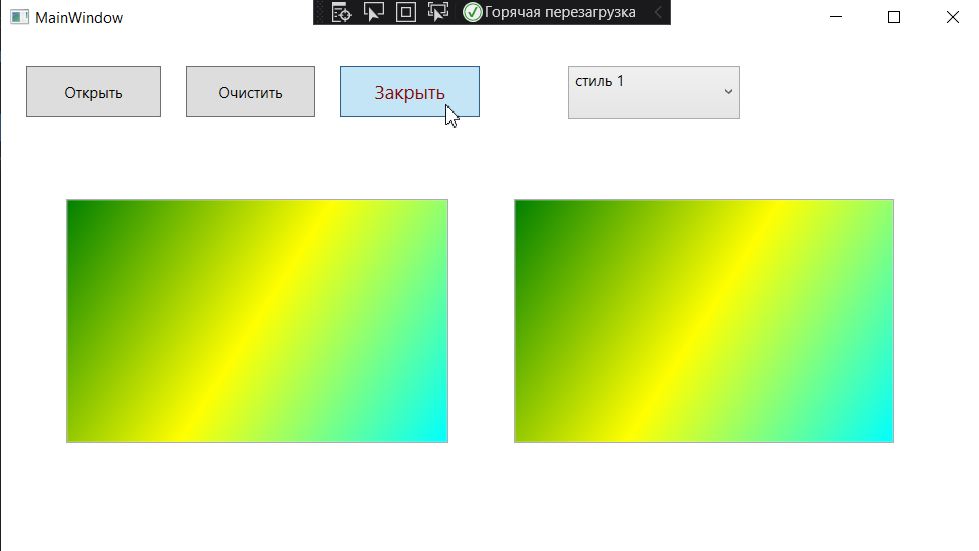 MainWindow
Горячая перезагрузка
Открыть
Очистить
Закрыть
стиль 1